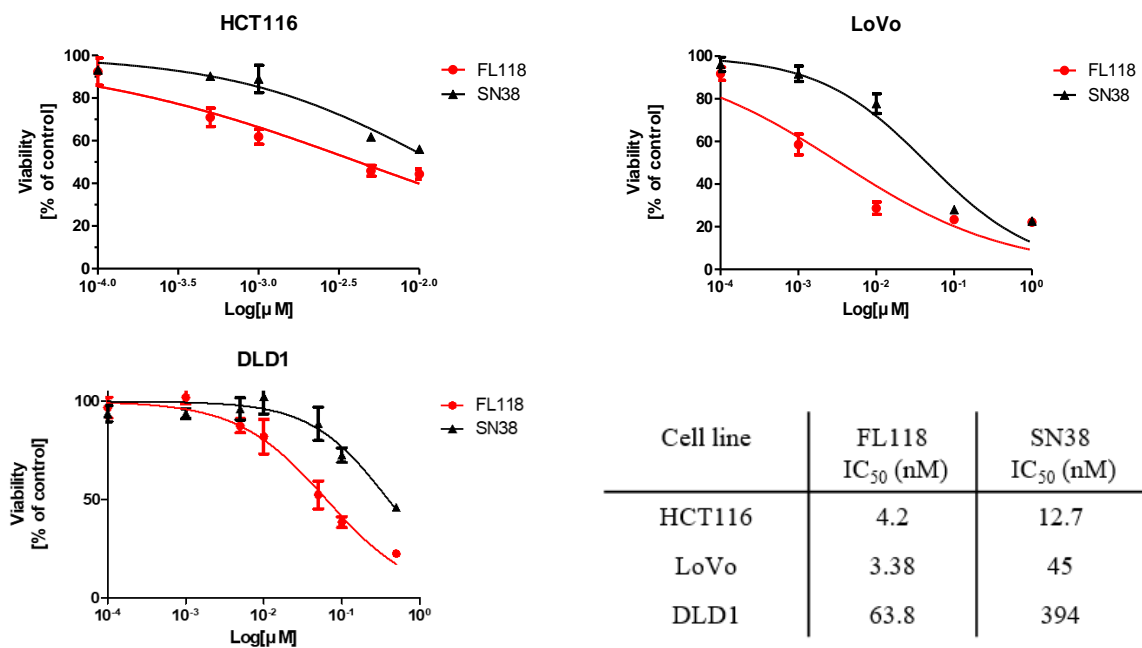 HCT116
100
80
60
40
20
0
10^-4.0 10^-3.5 10^-3.0 10^-2.5 10^-2.0
Viability
[% of control]
Log[µM]
FL118
SN38
LoVo
100
80
60
40
20
0
10^-4 10^-3 10^-2 10^-1 10^0
Viability
[% of control]
Log[µM]
FL118
SN38
DLD1
100
50
0
10^-4 10^-3 10^-2 10^-1 10^0
Viability
[% of control]
Log[µM]
FL118
SN38
Cell line FL118 SN38
IC50 (nM) IC50 (nM)
HCT116 4.2 12.7
LoVo 3.38 45
DLD1 63.8 394